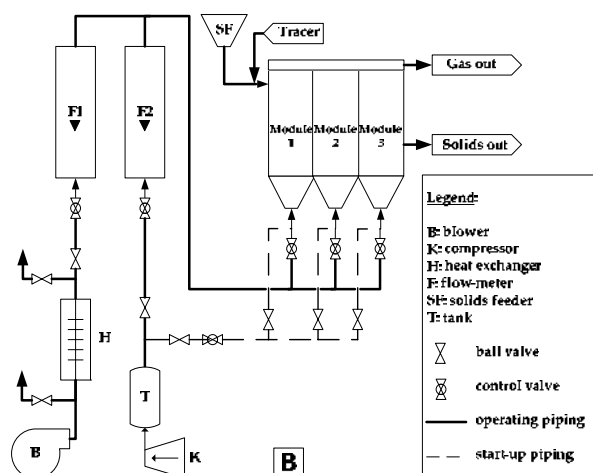 SF
Tracer
Gas out
F1
F2
Module
1
Module
2
Module
3
Solids out
Legend:
B: blower
K: compressor
H: heat exchanger
F: flow-meter
SF: solids feeder
T: tank
H
ball valve
T
control valve
operating piping
B
K
B
start-up piping